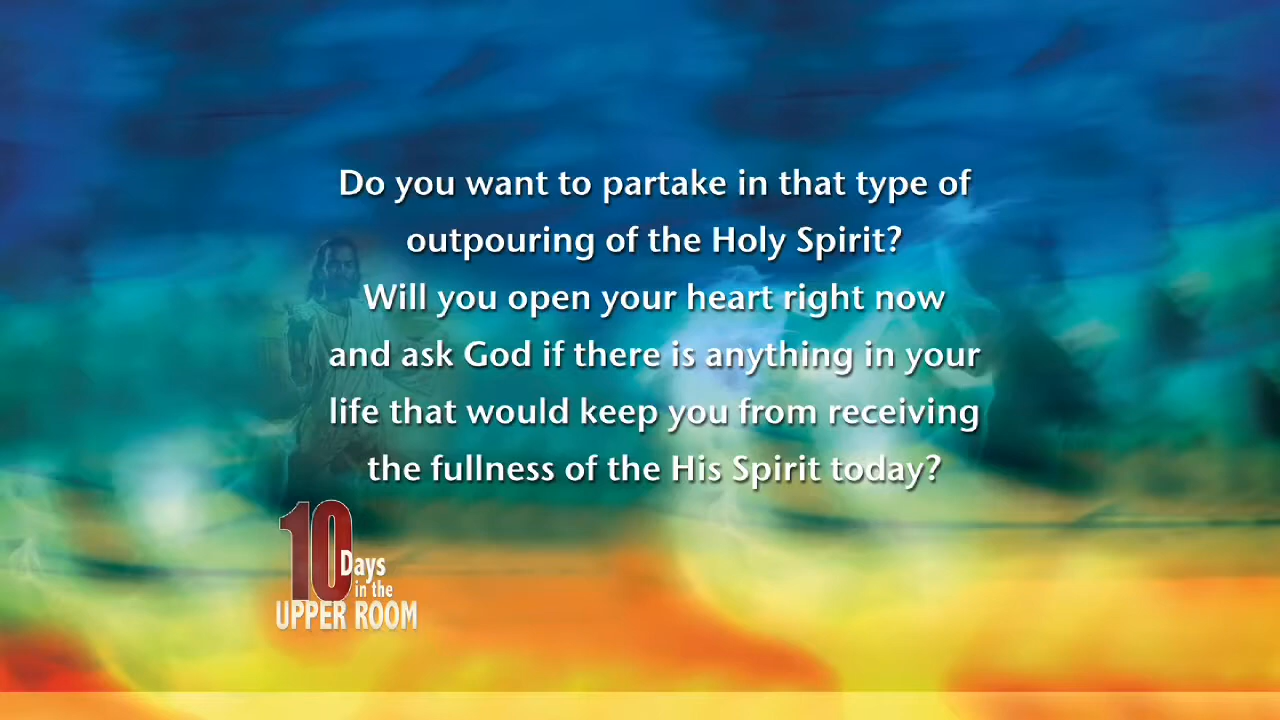 Do you want to partake in that type of
outpouring of the Holy Spirit?
Will you open your heart right now
and ask God if there is anything in your
life that would keep you from receiving
the fullness of the His Spirit today?
10
Days
in the
UPPER ROOM